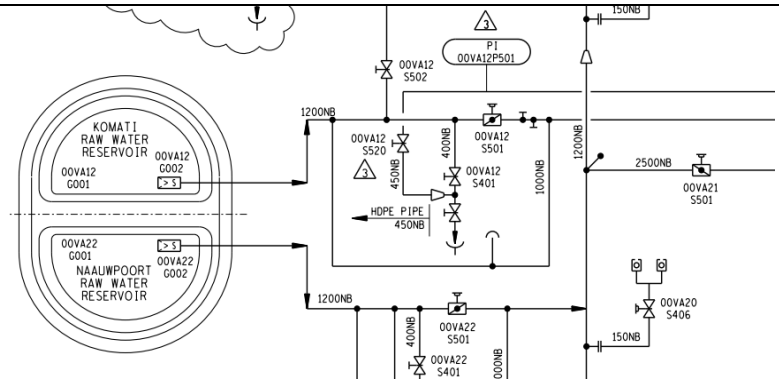 150NB
3
PI
00VA12P501
00VA12
S502
1200NB
KOMATI
RAW WATER
RESERVOIR
00VA12
G001
00VA12
G002
> S
00VA12
S520
3
450NB
400NB
00VA12
S501
00VA12
S401
1000NB
1200NB
2500NB
00VA21
S501
HDPE PIPE
450NB
00VA22
G001
> S
00VA22
G002
NAAUWPOORT
RAW WATER
RESERVOIR
1200NB
400NB
00VA22
S501
00VA22
S401
000NB
00VA20
S406
150NB